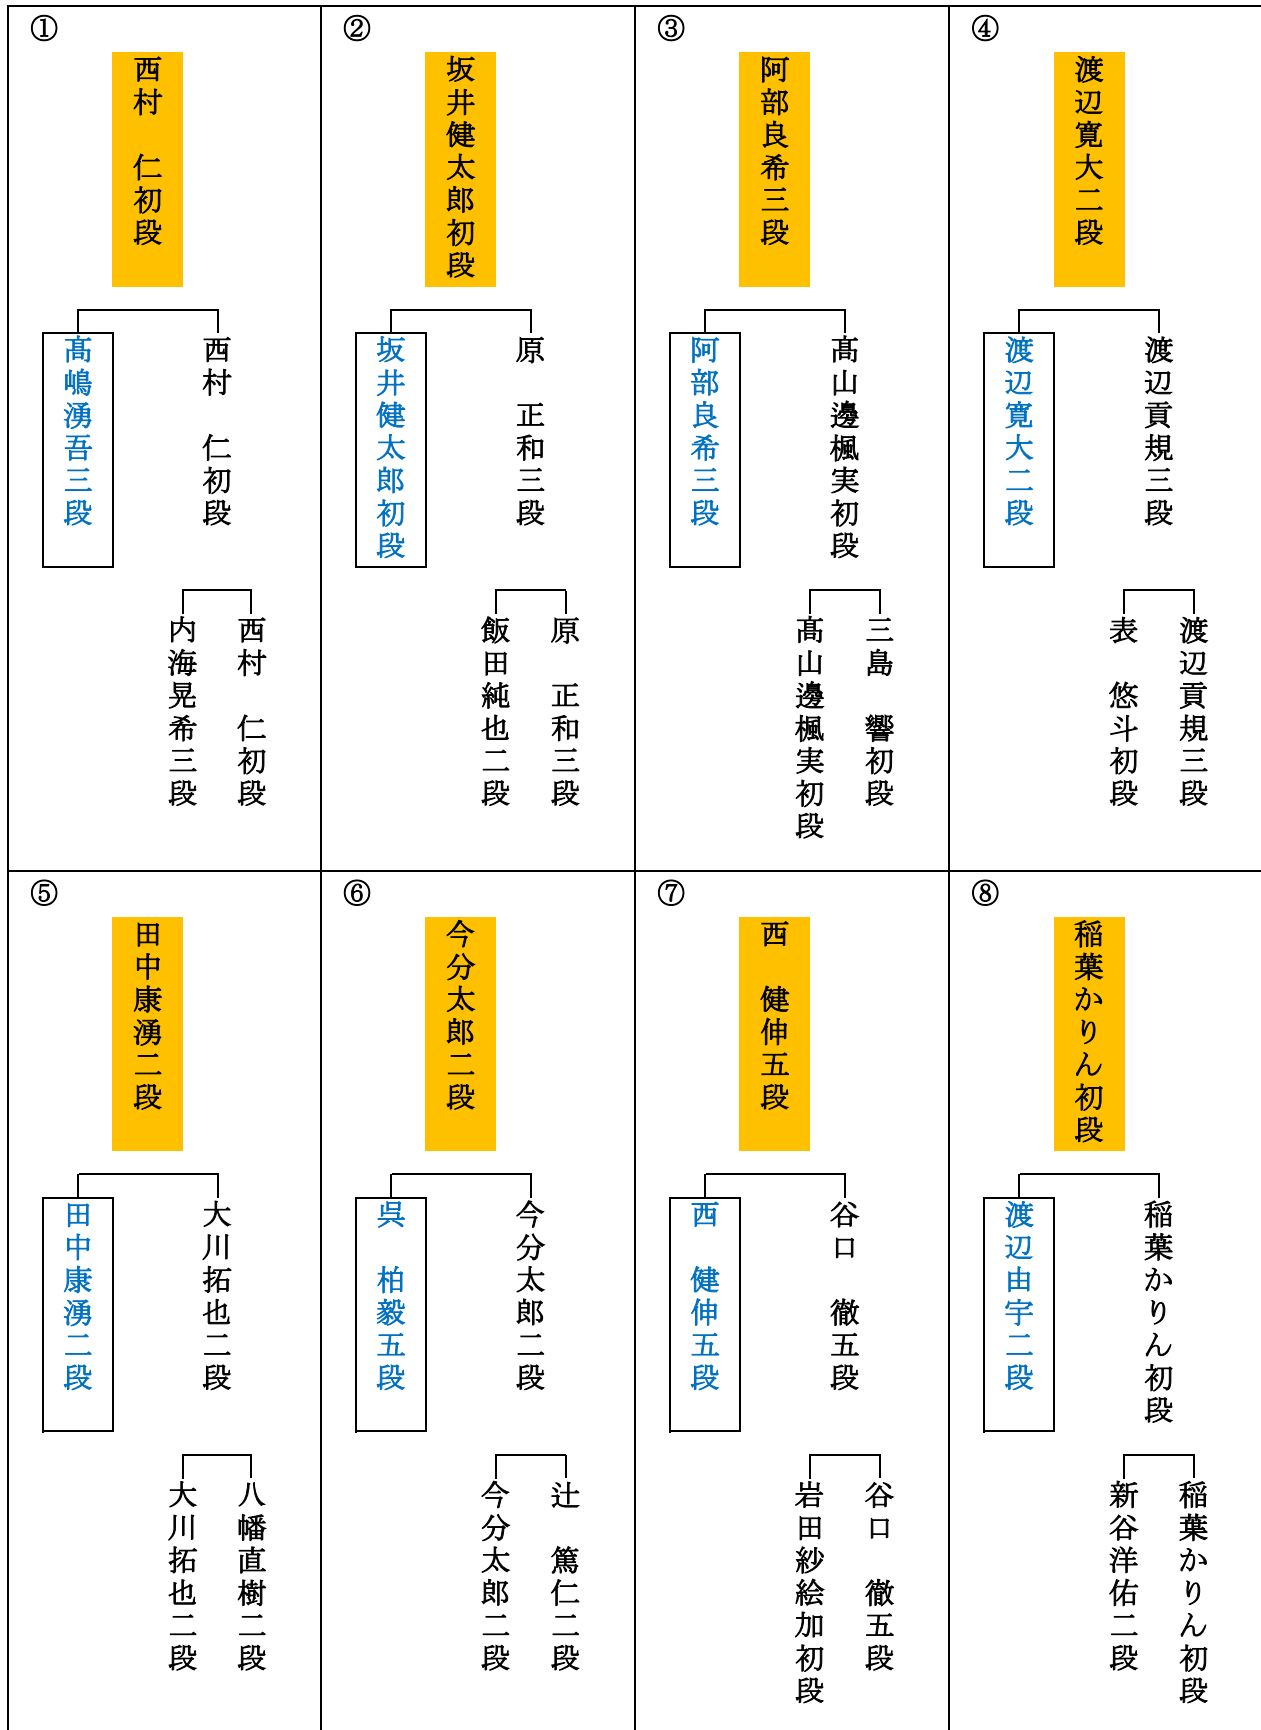 ①
西村　仁初段
西村　仁初段
髙嶋湧吾三段
西村　仁初段
内海晃希三段
②
坂井健太郎初段
原　正和三段
坂井健太郎初段
原　正和三段
飯田純也二段
③
阿部良希三段
髙山邊楓実初段
阿部良希三段
三島　響初段
髙山邊楓実初段
④
渡辺寛大二段
渡辺貢規三段
渡辺寛大二段
渡辺貢規三段
表　悠斗初段
⑤
田中康湧二段
大川拓也二段
田中康湧二段
八幡直樹二段
大川拓也二段
⑥
今分太郎二段
今分太郎二段
呉　柏毅五段
辻　篤仁二段
今分太郎二段
⑦
西　健伸五段
谷口　徹五段
西　健伸五段
谷口　徹五段
岩田紗絵加初段
⑧
稲葉かりん初段
稲葉かりん初段
渡辺由宇二段
稲葉かりん初段
新谷洋佑二段